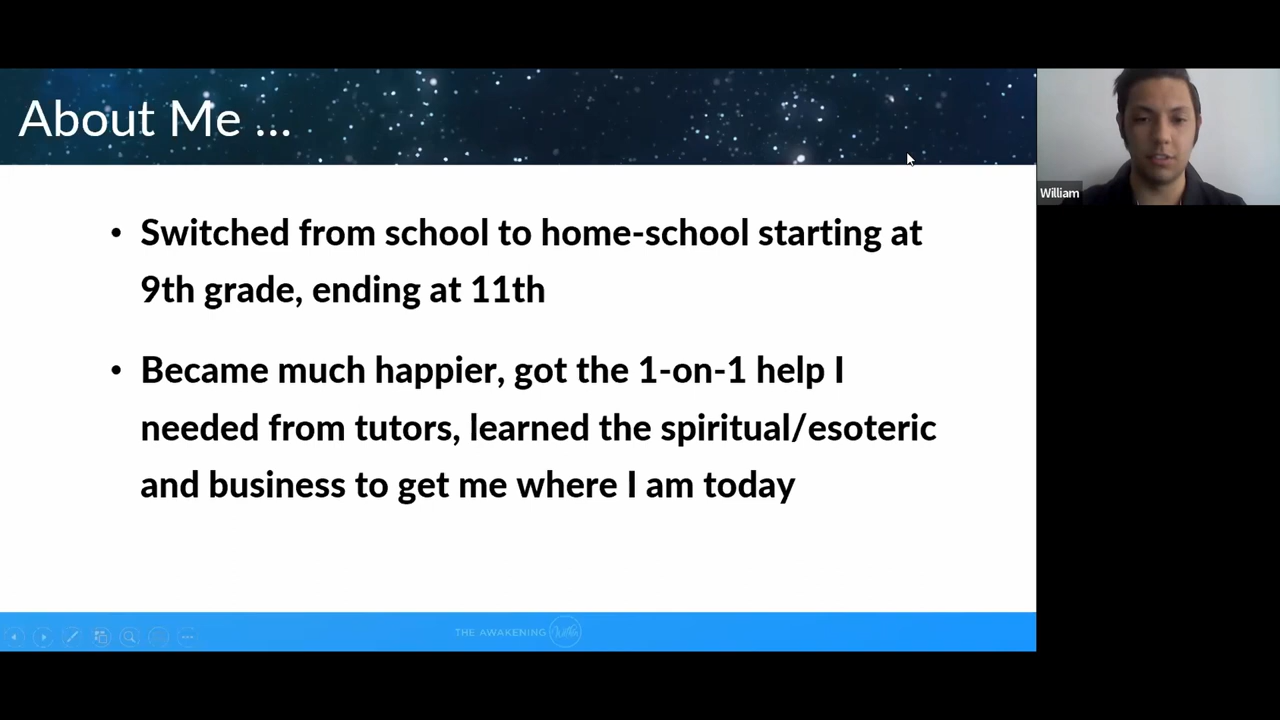 About Me ...
William
• Switched from school to home-school starting at
9th grade, ending at 11th
• Became much happier, got the 1-on-1 help I
needed from tutors, learned the spiritual/esoteric
and business to get me where I am today
THE AWAKENING